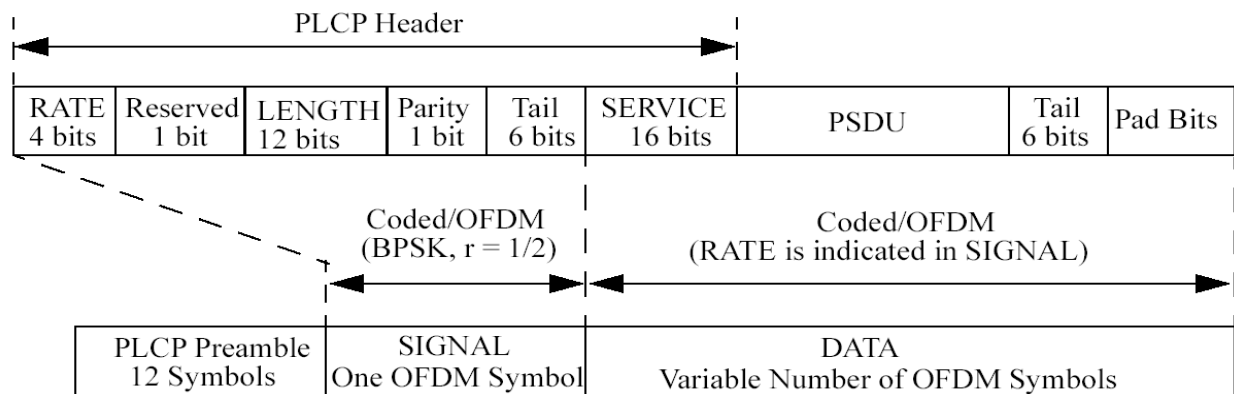 PLCP Header
RATE Reserved LENGTH Parity Tail SERVICE PSDU Tail Pad Bits
4 bits 1 bit 12 bits 1 bit 6 bits 16 bits 6 bits
Coded/OFDM Coded/OFDM
(BPSK, r = 1/2) (RATE is indicated in SIGNAL)
PLCP Preamble SIGNAL DATA
12 Symbols One OFDM Symbol Variable Number of OFDM Symbols